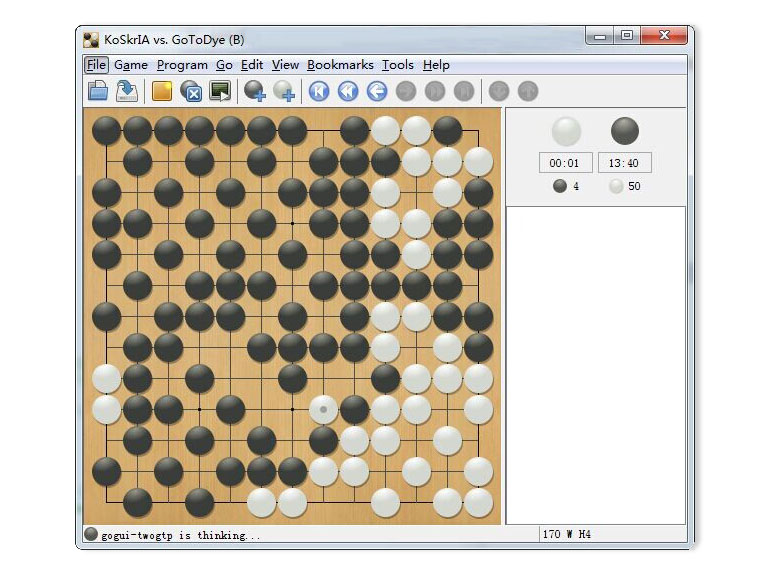 KoSkrIA vs. GoToDye (B)
File Game Program Go Edit View Bookmarks Tools Help
00:01 13:40
4 50
gogui-twogtp is thinking... 170 W H4